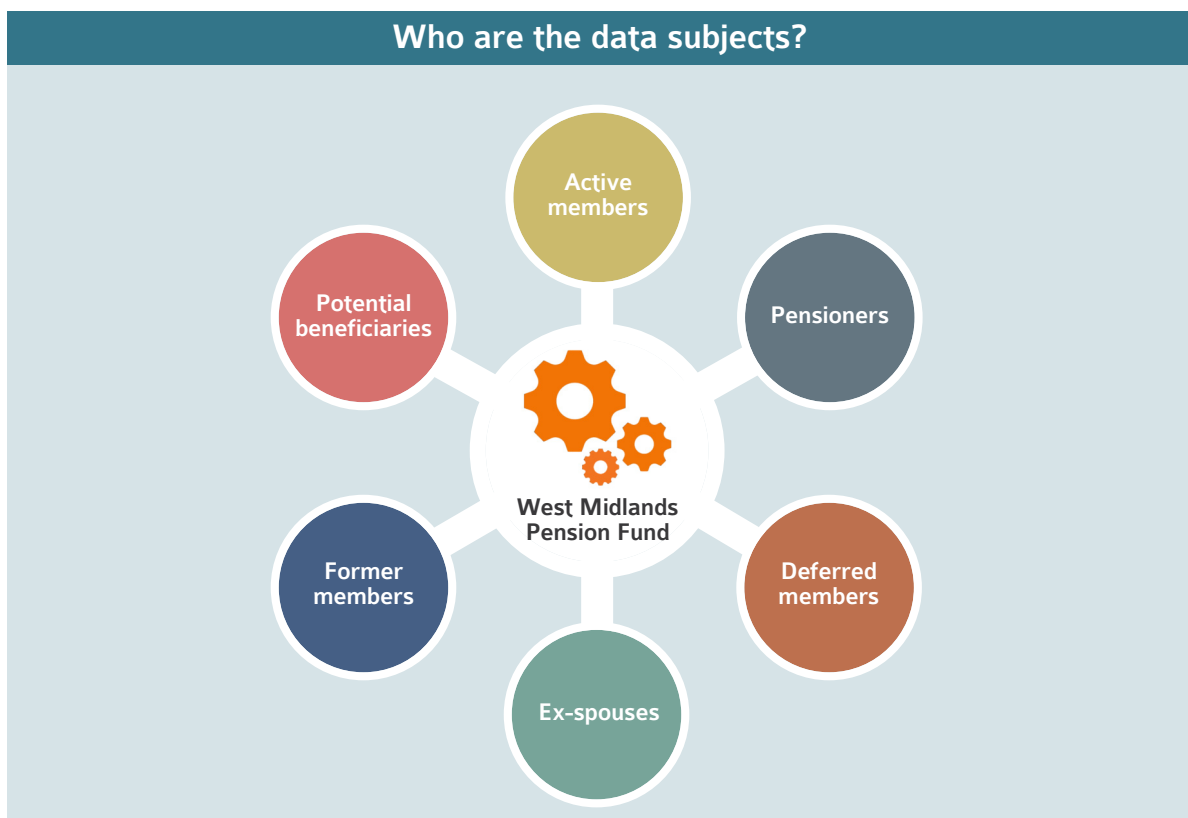 Who are the data subjects?
Active
members
Pensioners
Deferred
members
Ex-spouses
Former
members
Potential
beneficiaries
West Midlands
Pension Fund